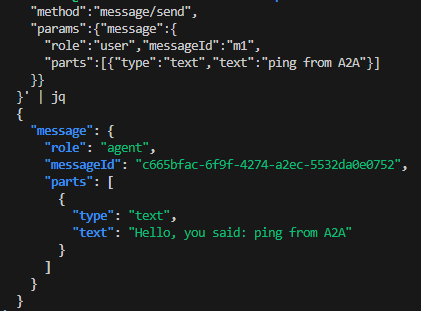 "method":"message/send",
"params":{"message":{
"role":"user","messageId":"m1",
"parts":[{"type":"text","text":"ping from A2A"}]
}}
}' | jq
{
"message": {
"role": "agent",
"messageId": "c665bfac-6f9f-4274-a2ec-5532da0e0752",
"parts": [
{
"type": "text",
"text": "Hello, you said: ping from A2A"
}
]
}
}